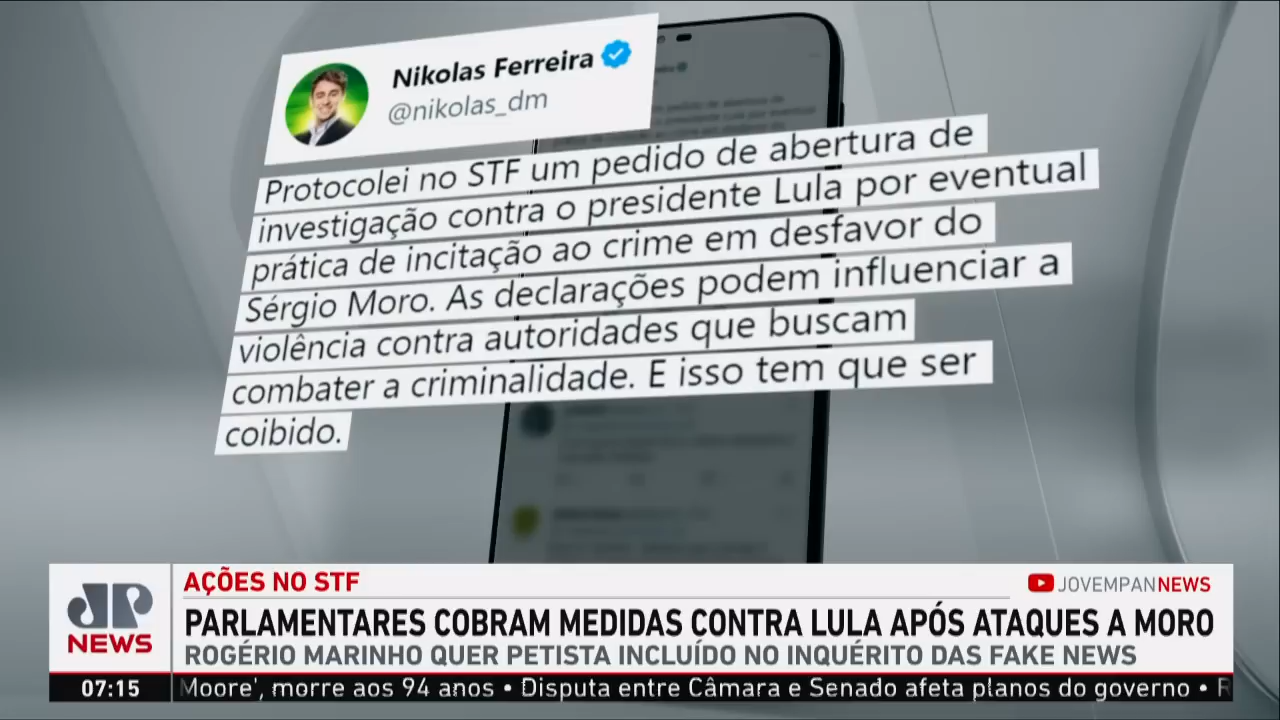 Nikolas Ferreira
@nikolas_dm
Protocolei no STF um pedido de abertura de
investigação contra o presidente Lula por eventual
prática de incitação ao crime em desfavor do
Sérgio Moro. As declarações podem influenciar a
violência contra autoridades que buscam
combater a criminalidade. E isso tem que ser
coibido.
AÇÕES NO STF
JOVEMPANNEWS
JP
NEWS
PARLAMENTARES COBRAM MEDIDAS CONTRA LULA APÓS ATAQUES A MORO
ROGÉRIO MARINHO QUER PETISTA INCLUÍDO NO INQUÉRITO DAS FAKE NEWS
07:15
Moore', morre aos 94 anos • Disputa entre Câmara e Senado afeta planos do governo •